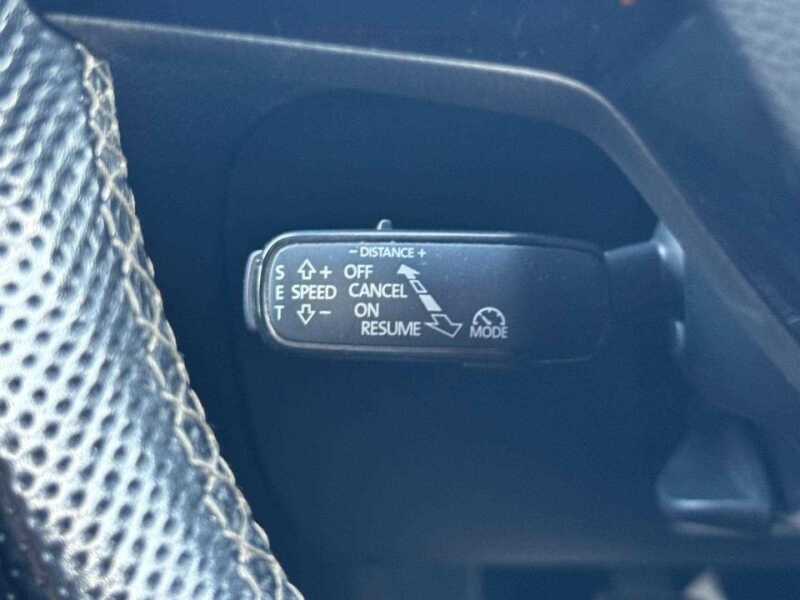 − DISTANCE +
S + OFF
E SPEED CANCEL
T − ON
RESUME MODE